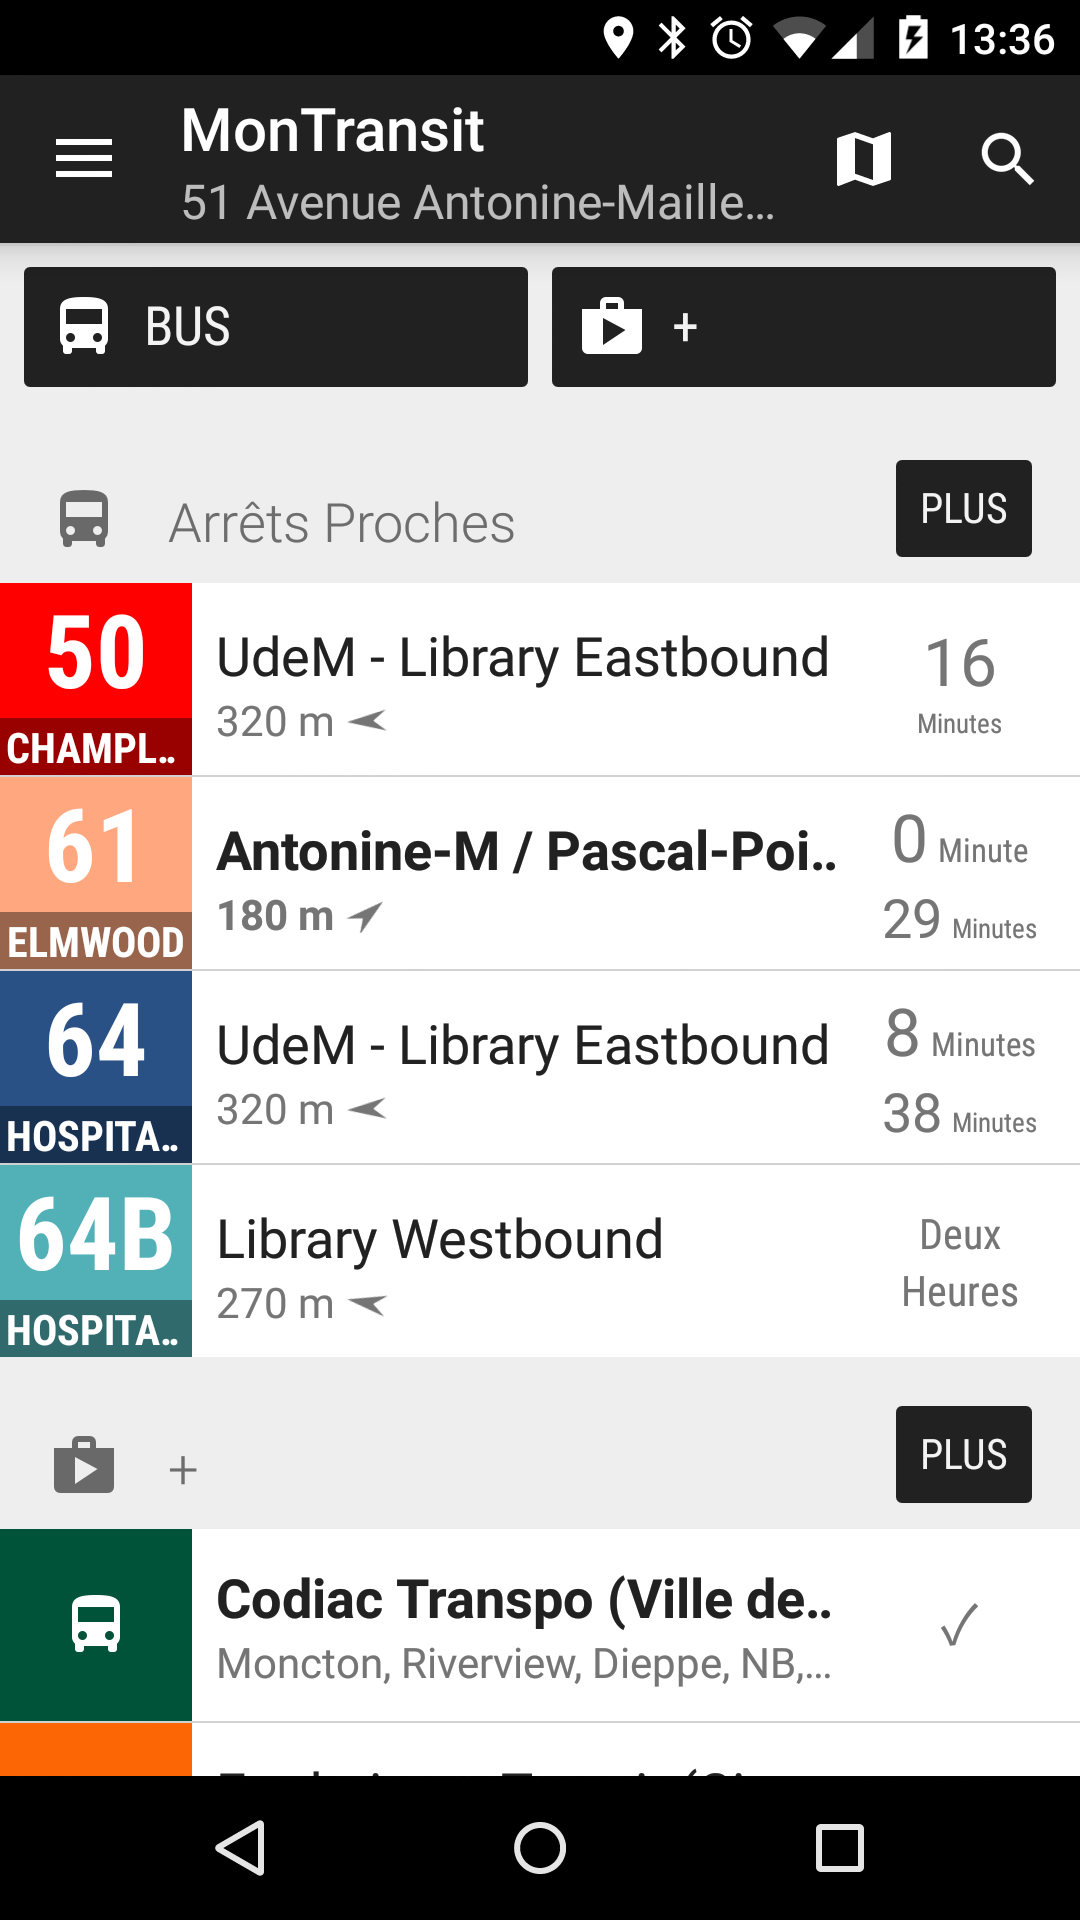 13:36
MonTransit
51 Avenue Antonine-Maille...
BUS
+
Arrêts Proches
PLUS
50
CHAMPL..
UdeM - Library Eastbound
320 m
16
Minutes
61
ELMWOOD
Antonine-M / Pascal-Poi..
180 m
0 Minute
29 Minutes
64
HOSPITA..
UdeM - Library Eastbound
320 m
8 Minutes
38 Minutes
64B
HOSPITA..
Library Westbound
270 m
Deux
Heures
+
PLUS
Codiac Transpo (Ville de..
Moncton, Riverview, Dieppe, NB,...